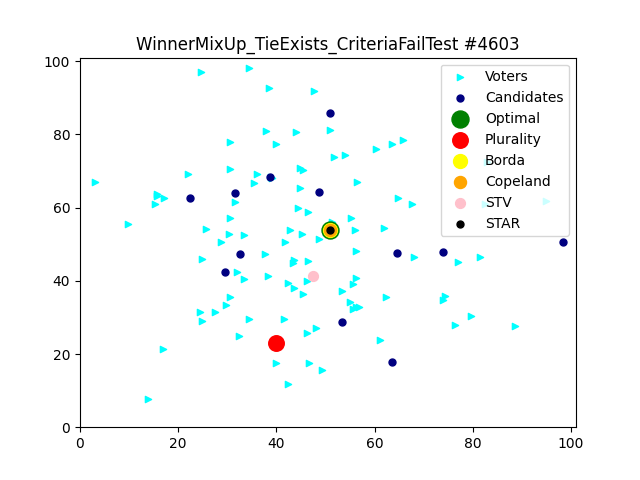 WinnerMixUp_TieExists_CriteriaFailTest #4603
100
80
60
40
20
0
0
20
40
60
80
100
Voters
Candidates
Optimal
Plurality
Borda
Copeland
STV
STAR